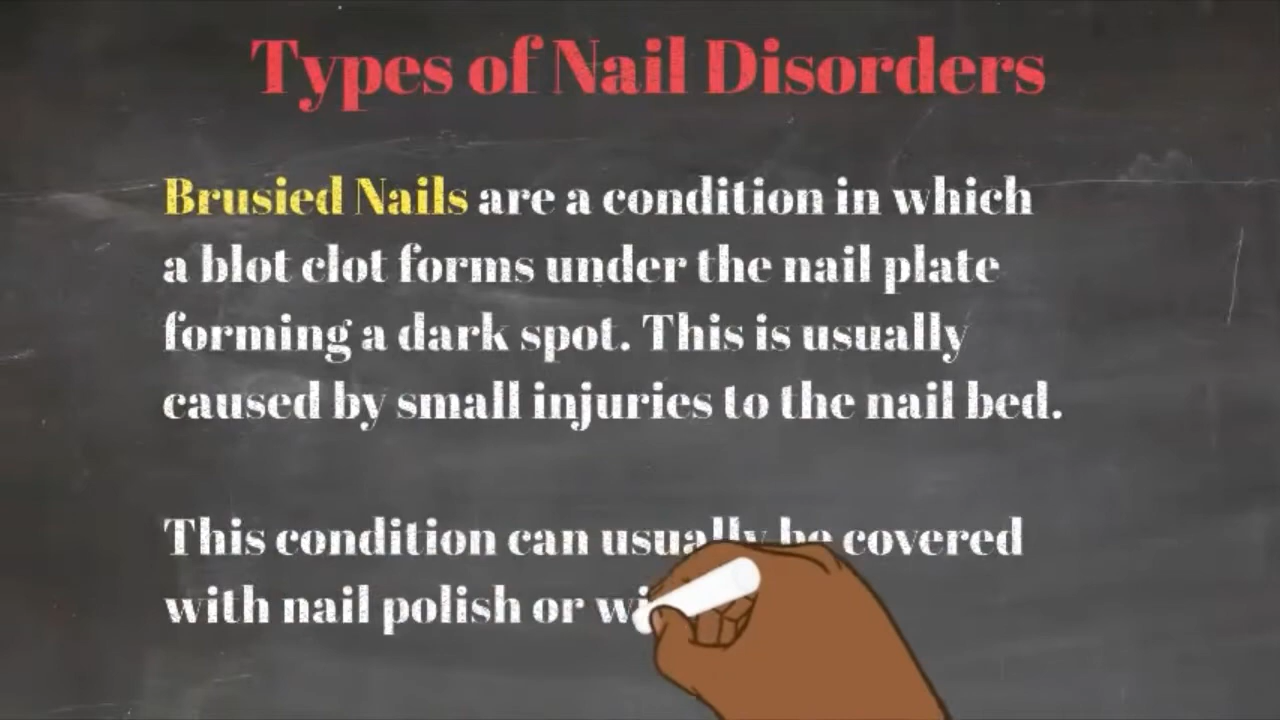 Types of Nail Disorders
Brusied Nails are a condition in which
a blot clot forms under the nail plate
forming a dark spot. This is usually
caused by small injuries to the nail bed.
This condition can usually be covered
with nail polish or